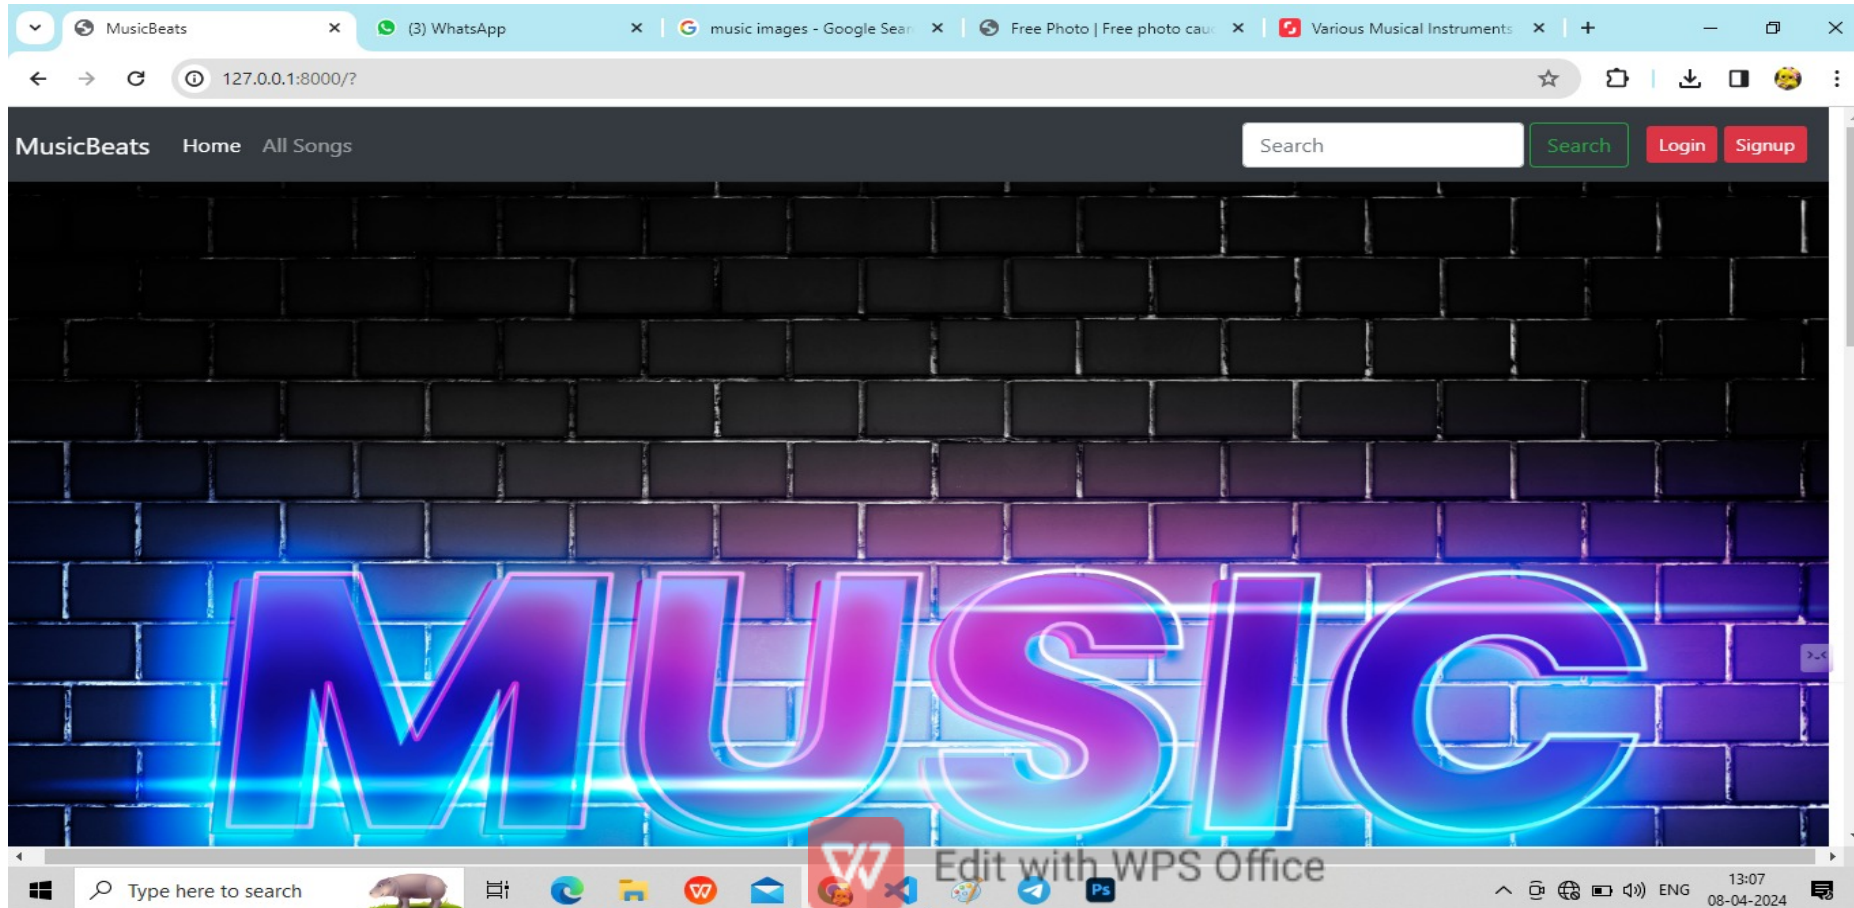 MusicBeats
(3) WhatsApp
music images - Google Sear
Free Photo | Free photo cauc
Various Musical Instruments
127.0.0.1:8000/?
MusicBeats Home All Songs Search Search Login Signup
MUSIC
Edit with WPS Office
Type here to search
Ps
ENG
13:07
08-04-2024